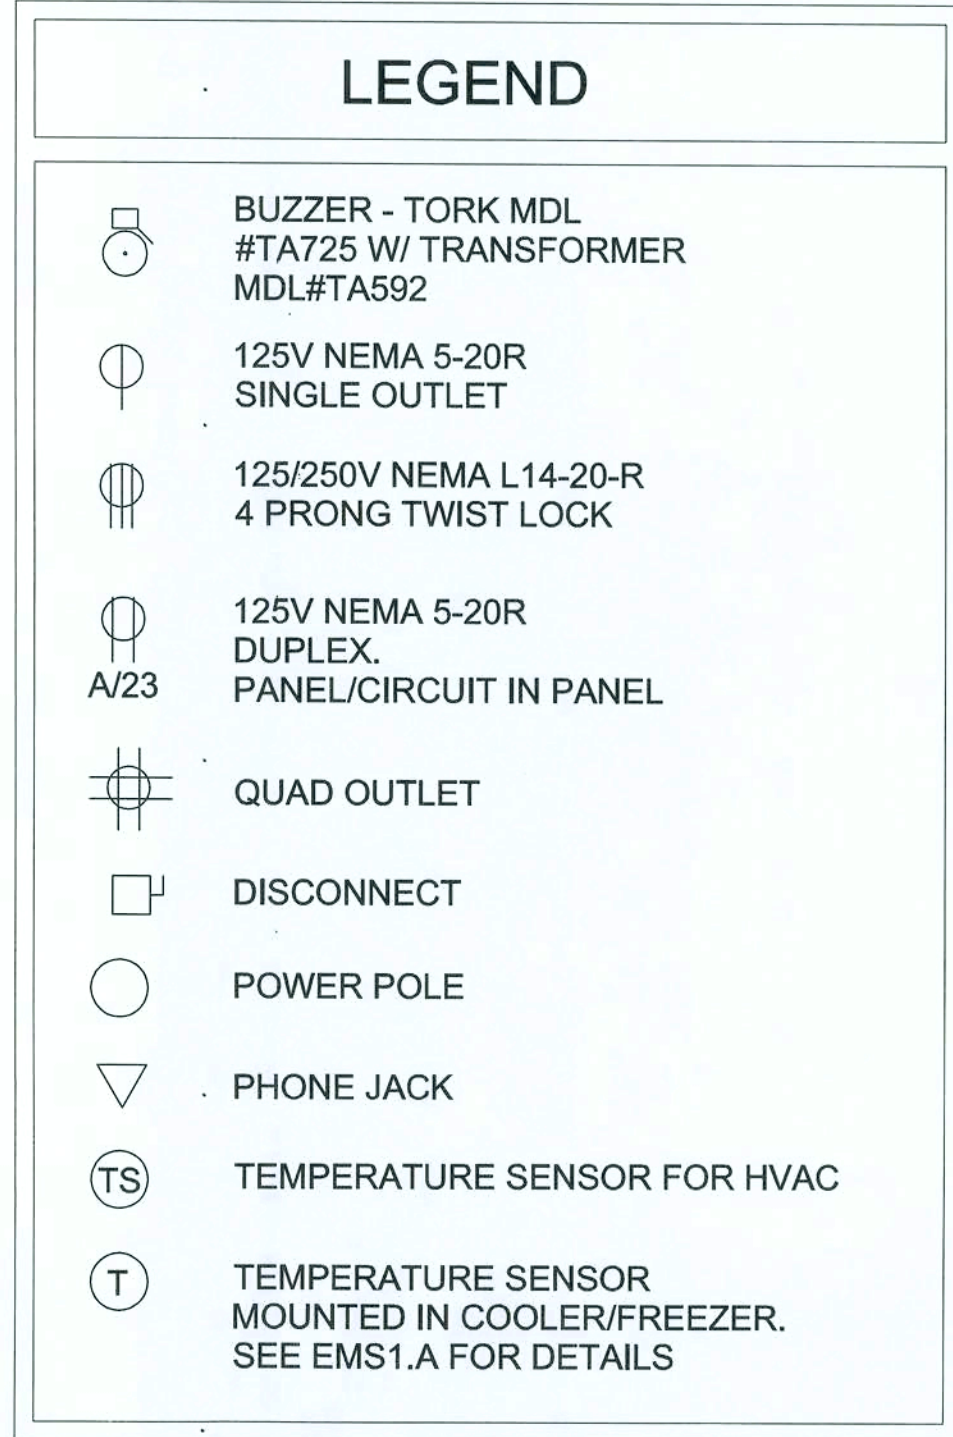 LEGEND
BUZZER - TORK MDL
#TA725 W/ TRANSFORMER
MDL#TA592
125V NEMA 5-20R
SINGLE OUTLET
125/250V NEMA L14-20-R
4 PRONG TWIST LOCK
125V NEMA 5-20R
DUPLEX.
A/23 PANEL/CIRCUIT IN PANEL
QUAD OUTLET
DISCONNECT
POWER POLE
PHONE JACK
TS TEMPERATURE SENSOR FOR HVAC
T TEMPERATURE SENSOR
MOUNTED IN COOLER/FREEZER.
SEE EMS1.A FOR DETAILS